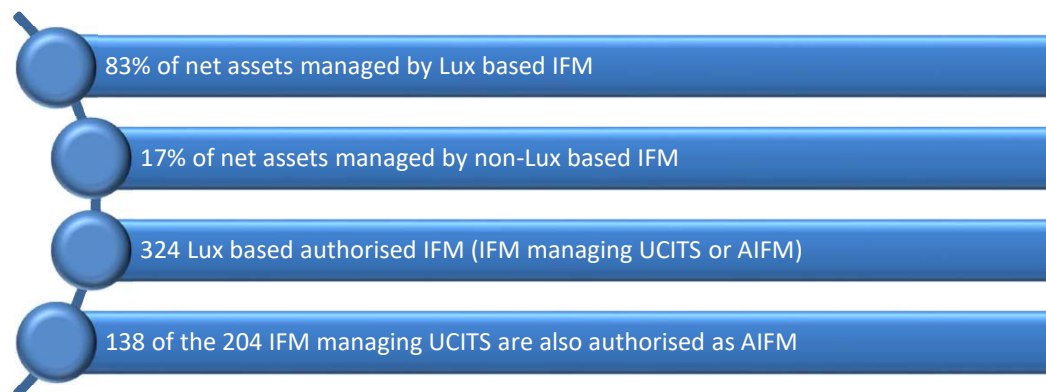 83% of net assets managed by Lux based IFM
17% of net assets managed by non-Lux based IFM
324 Lux based authorised IFM (IFM managing UCITS or AIFM)
138 of the 204 IFM managing UCITS are also authorised as AIFM